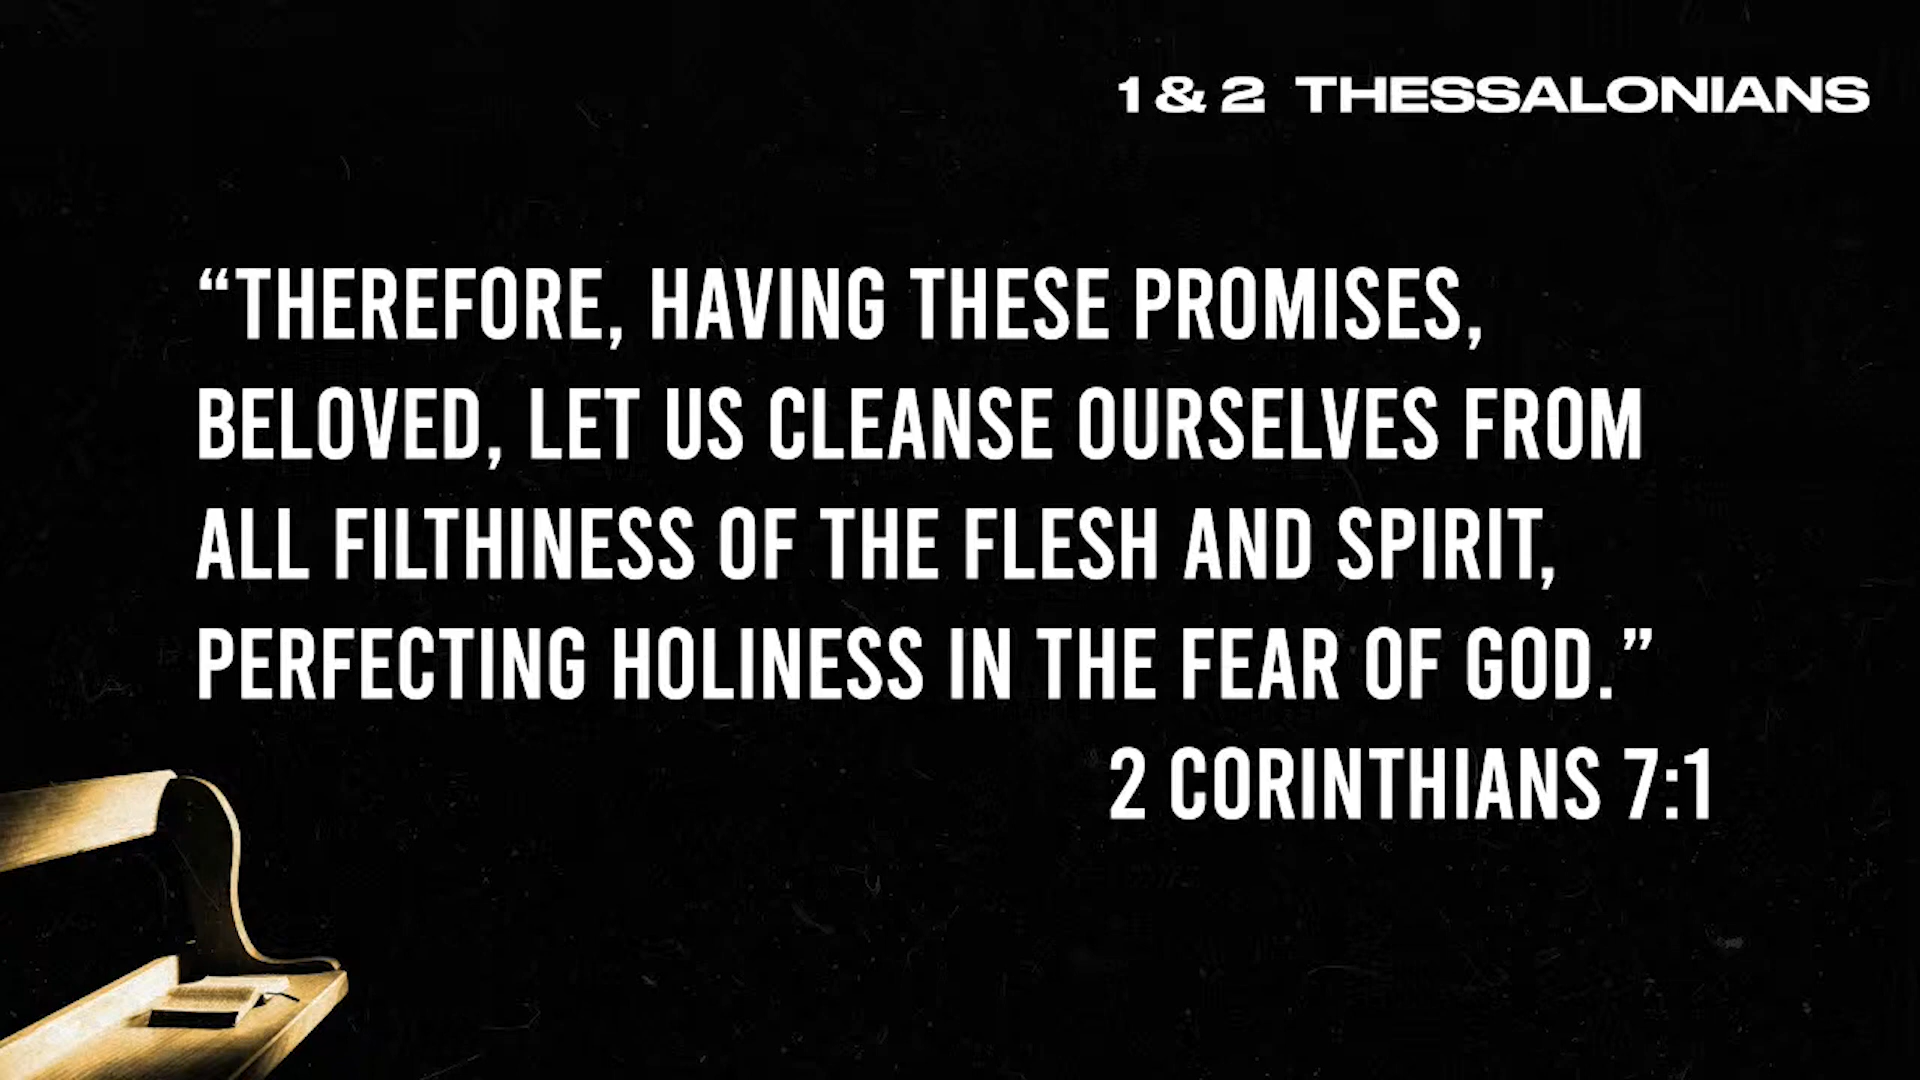 1 & 2 THESSALONIANS
“THEREFORE, HAVING THESE PROMISES,
BELOVED, LET US CLEANSE OURSELVES FROM
ALL FILTHINESS OF THE FLESH AND SPIRIT,
PERFECTING HOLINESS IN THE FEAR OF GOD.”
2 CORINTHIANS 7:1